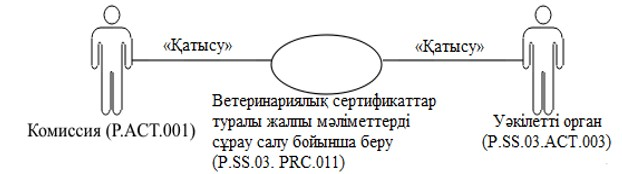 «Қатысу»
«Қатысу»
Ветеринариялық сертификаттар
туралы жалпы мәліметтерді
сұрау салу бойынша беру
(P.SS.03. PRC.011)
Комиссия (P.ACT.001)
Уәкілетті орган
(P.SS.03.ACT.003)